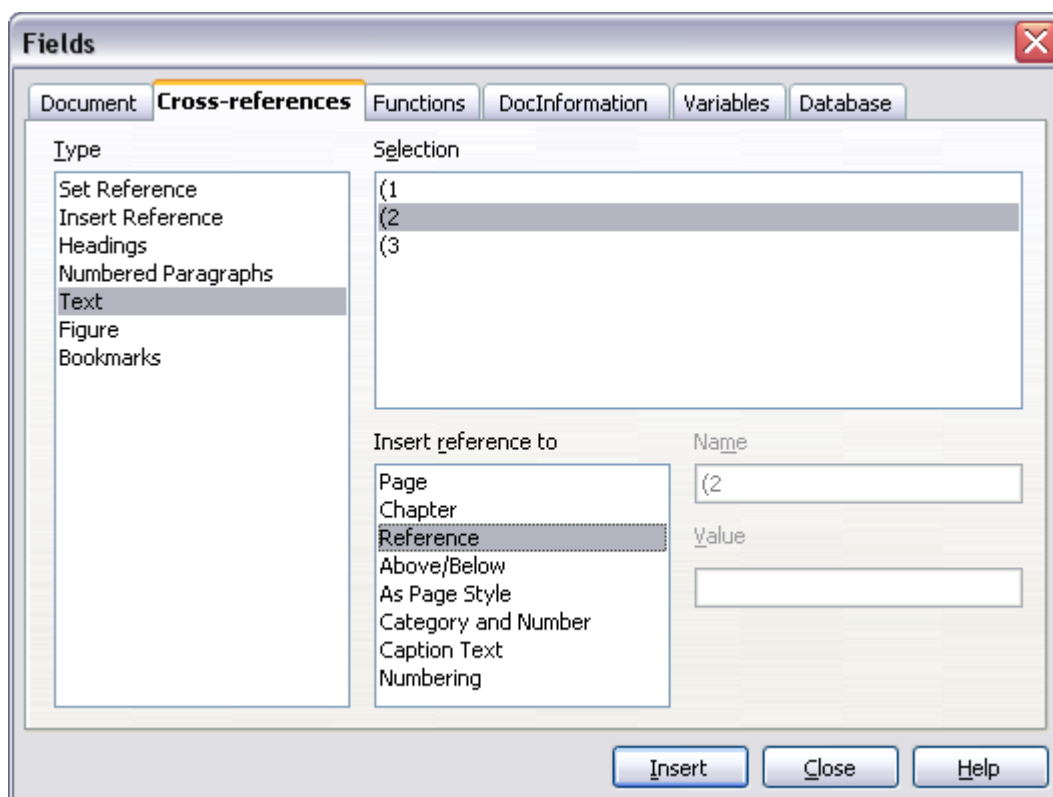 Fields
Document Cross-references Functions DocInformation Variables Database
Type
Set Reference
Insert Reference
Headings
Numbered Paragraphs
Text
Figure
Bookmarks
Selection
(1
(2
(3
Insert reference to
Page
Chapter
Reference
Above/Below
As Page Style
Category and Number
Caption Text
Numbering
Name
(2
Value
Insert Close Help